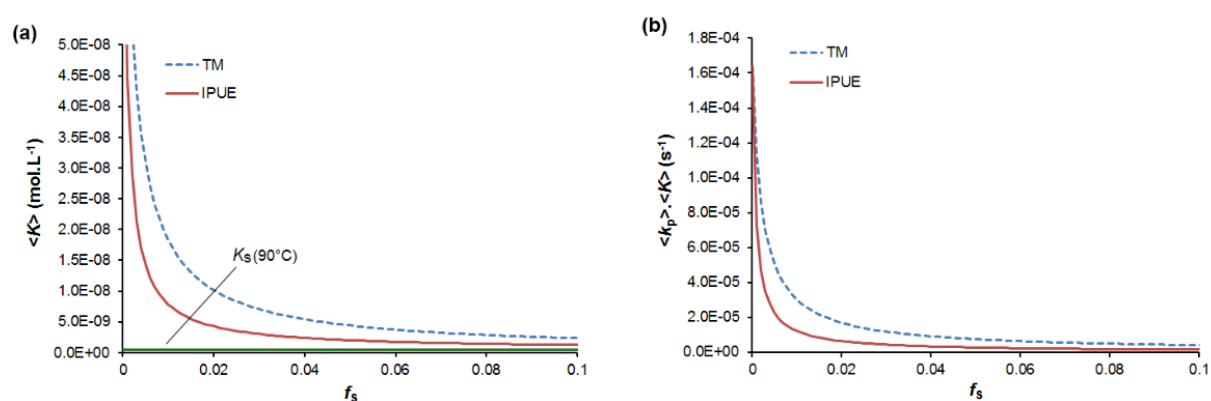 (a)
<K> (mol.L⁻¹)
5.0E-08
4.5E-08
4.0E-08
3.5E-08
3.0E-08
2.5E-08
2.0E-08
1.5E-08
1.0E-08
5.0E-09
0.0E+00
TM
IPUE
Ks (90°C)
0 0.02 0.04 0.06 0.08 0.1
fs
(b)
<kp>.<K> (s⁻¹)
1.8E-04
1.6E-04
1.4E-04
1.2E-04
1.0E-04
8.0E-05
6.0E-05
4.0E-05
2.0E-05
0.0E+00
TM
IPUE
0 0.02 0.04 0.06 0.08 0.1
fs